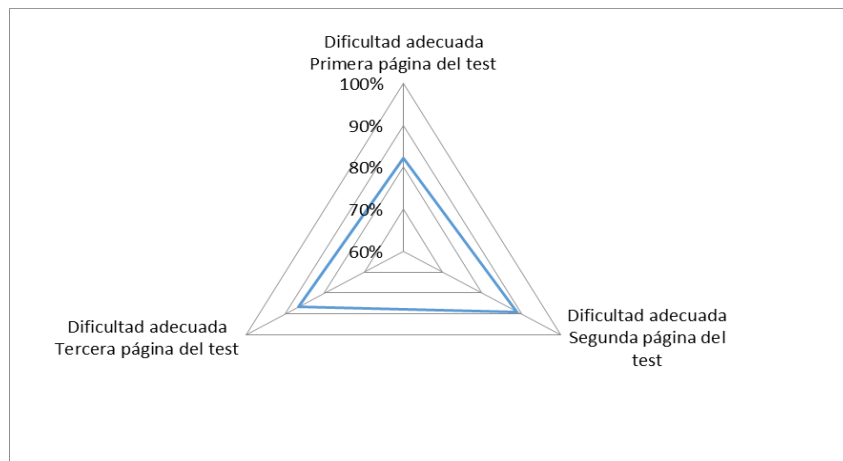 Dificultad adecuada
Primera página del test
100%
90%
80%
70%
60%
Dificultad adecuada
Segunda página del
test
Dificultad adecuada
Tercera página del test